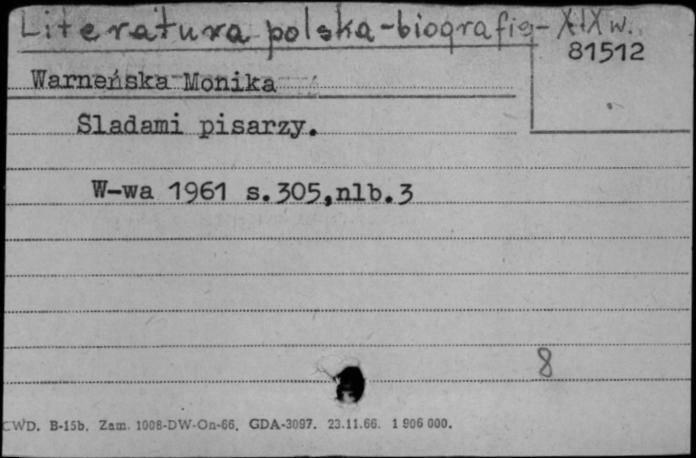 Literatura polska-biografie-XIX w.
81512
Warneńska Monika
Sladami pisarzy.
W-wa 1961 s.305,nlb.3
8
CWD. B-15b. Zam. 1008-DW-On-66. GDA-3097. 23.11.66. 1 906 000.